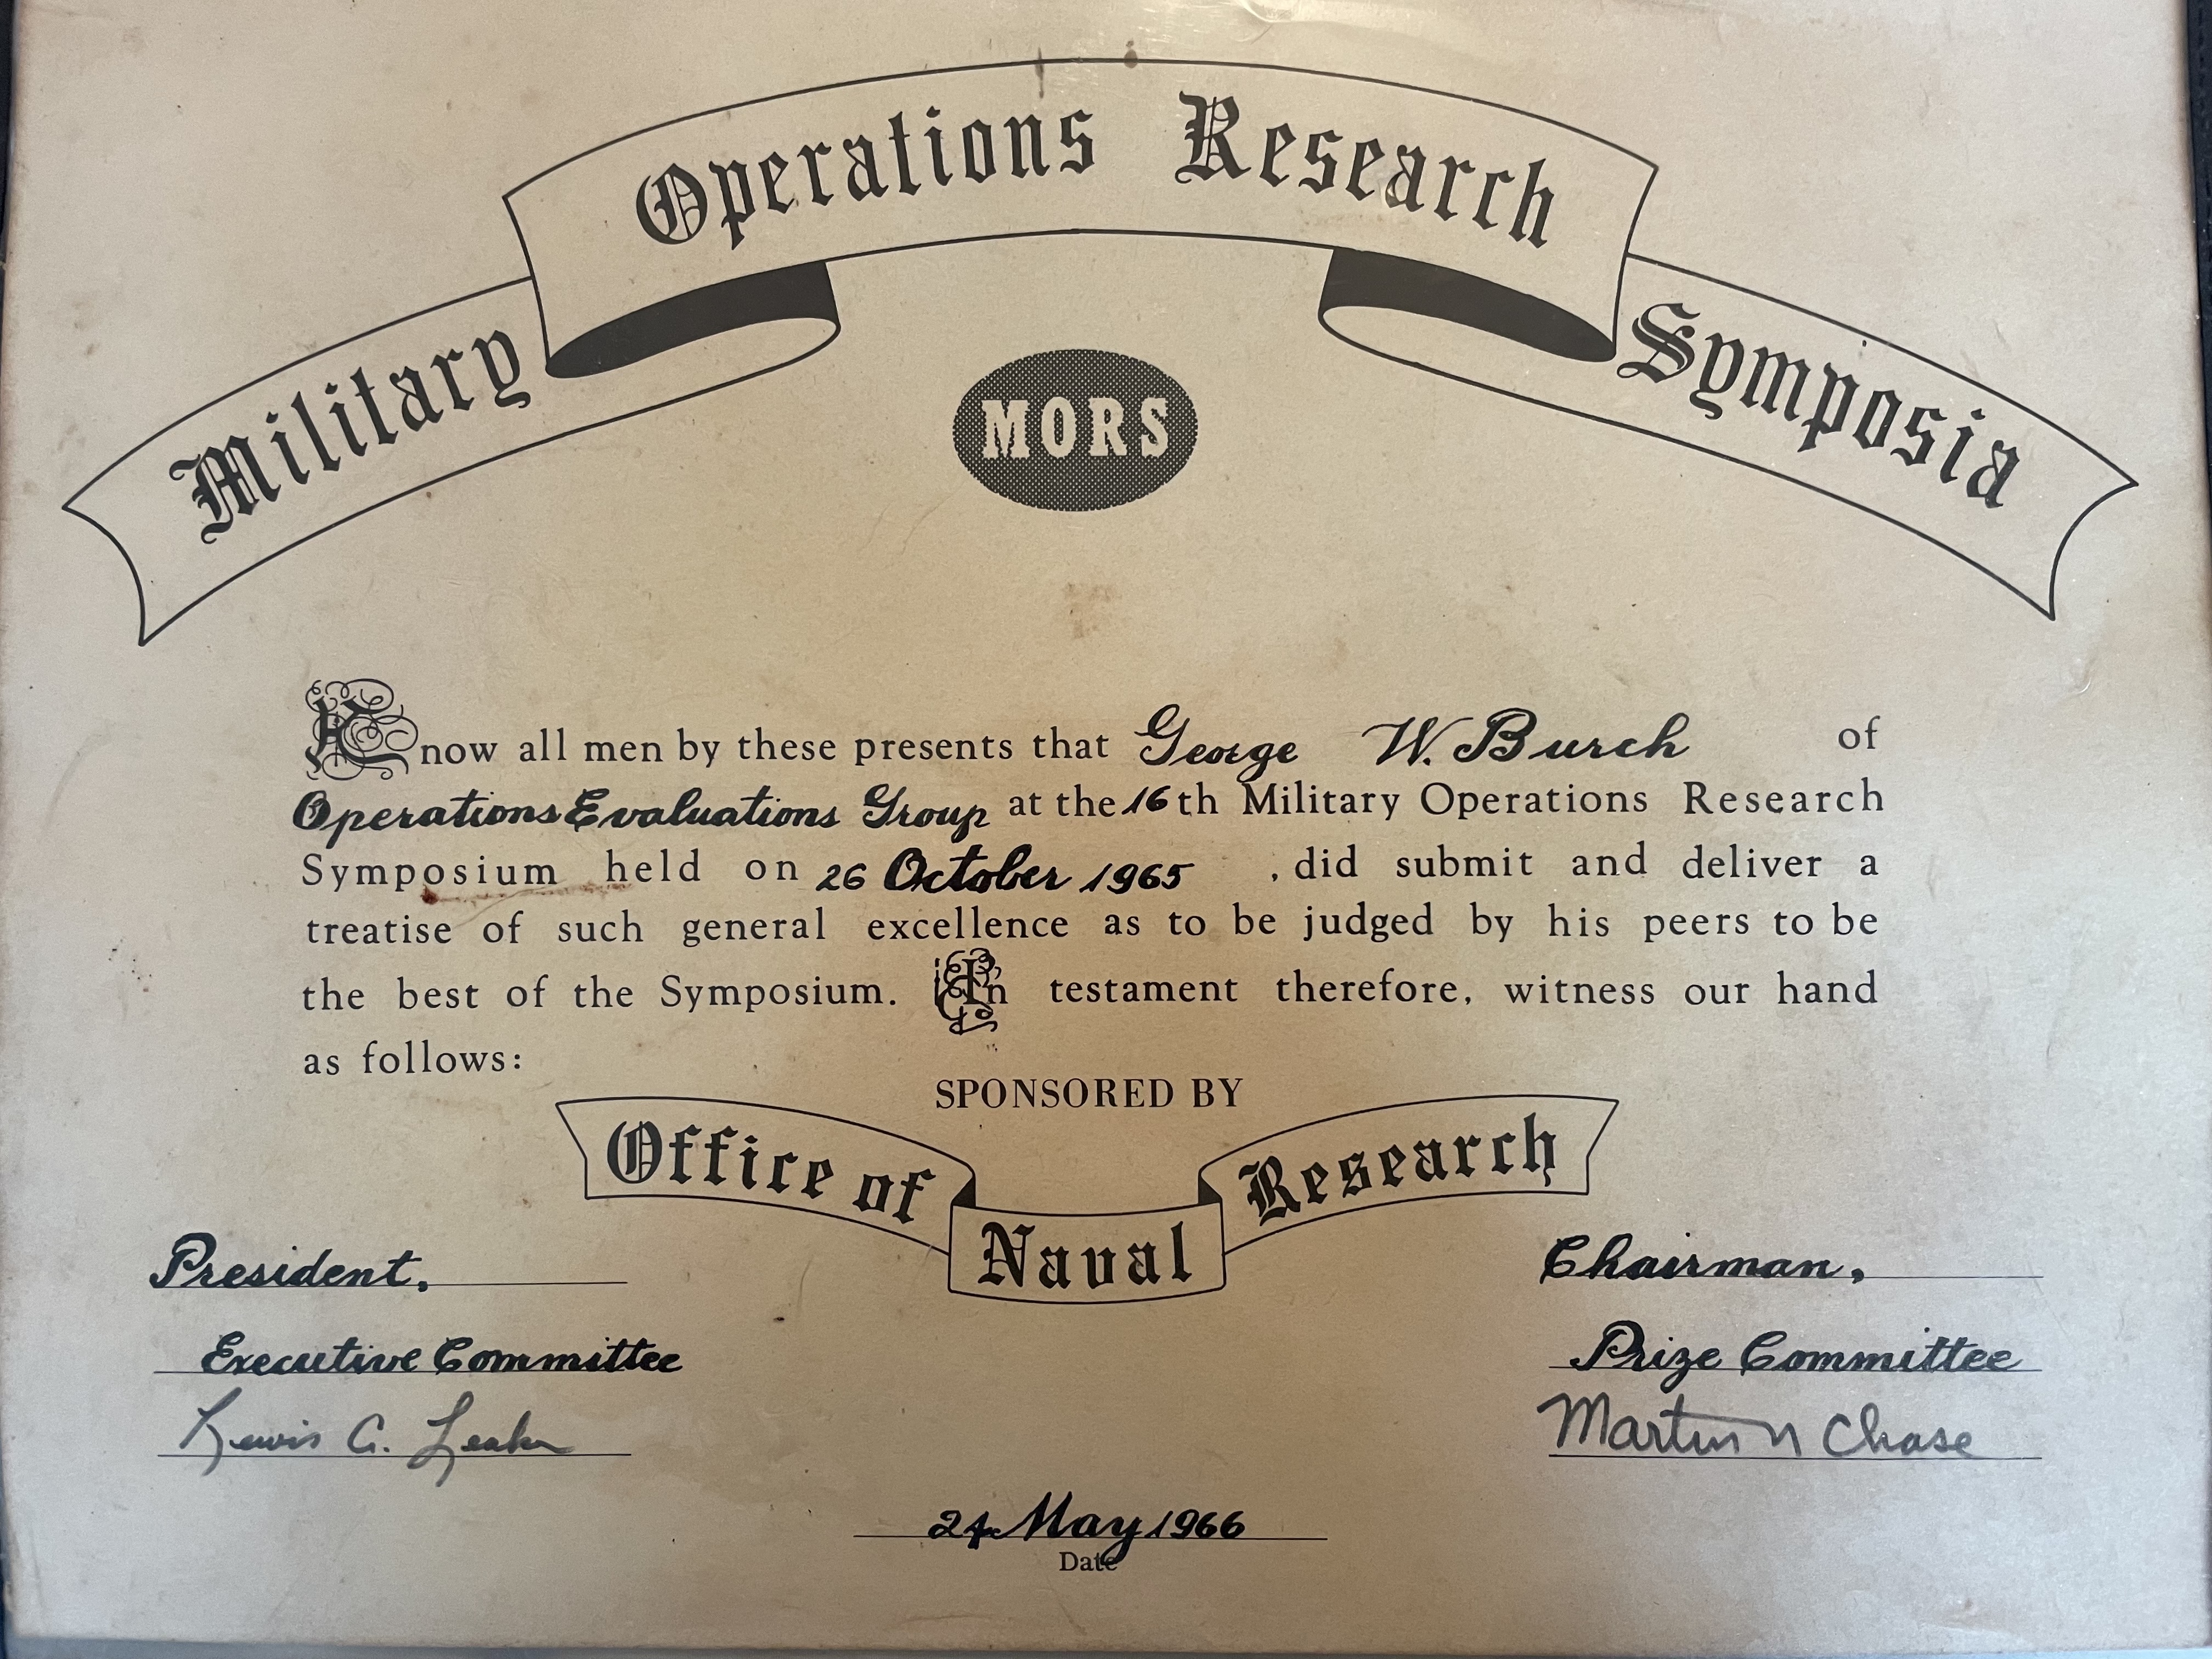 Military Operations Research Symposia
MORS
Know all men by these presents that George W. Burch of
Operations Evaluations Group at the 16th Military Operations Research
Symposium held on 26 October 1965 , did submit and deliver a
treatise of such general excellence as to be judged by his peers to be
the best of the Symposium. In testament therefore, witness our hand
as follows:
SPONSORED BY
Office of Naval Research
President,
Executive Committee
Lewis A. Leake
Chairman,
Prize Committee
Martin N Chase
24 May 1966
Date